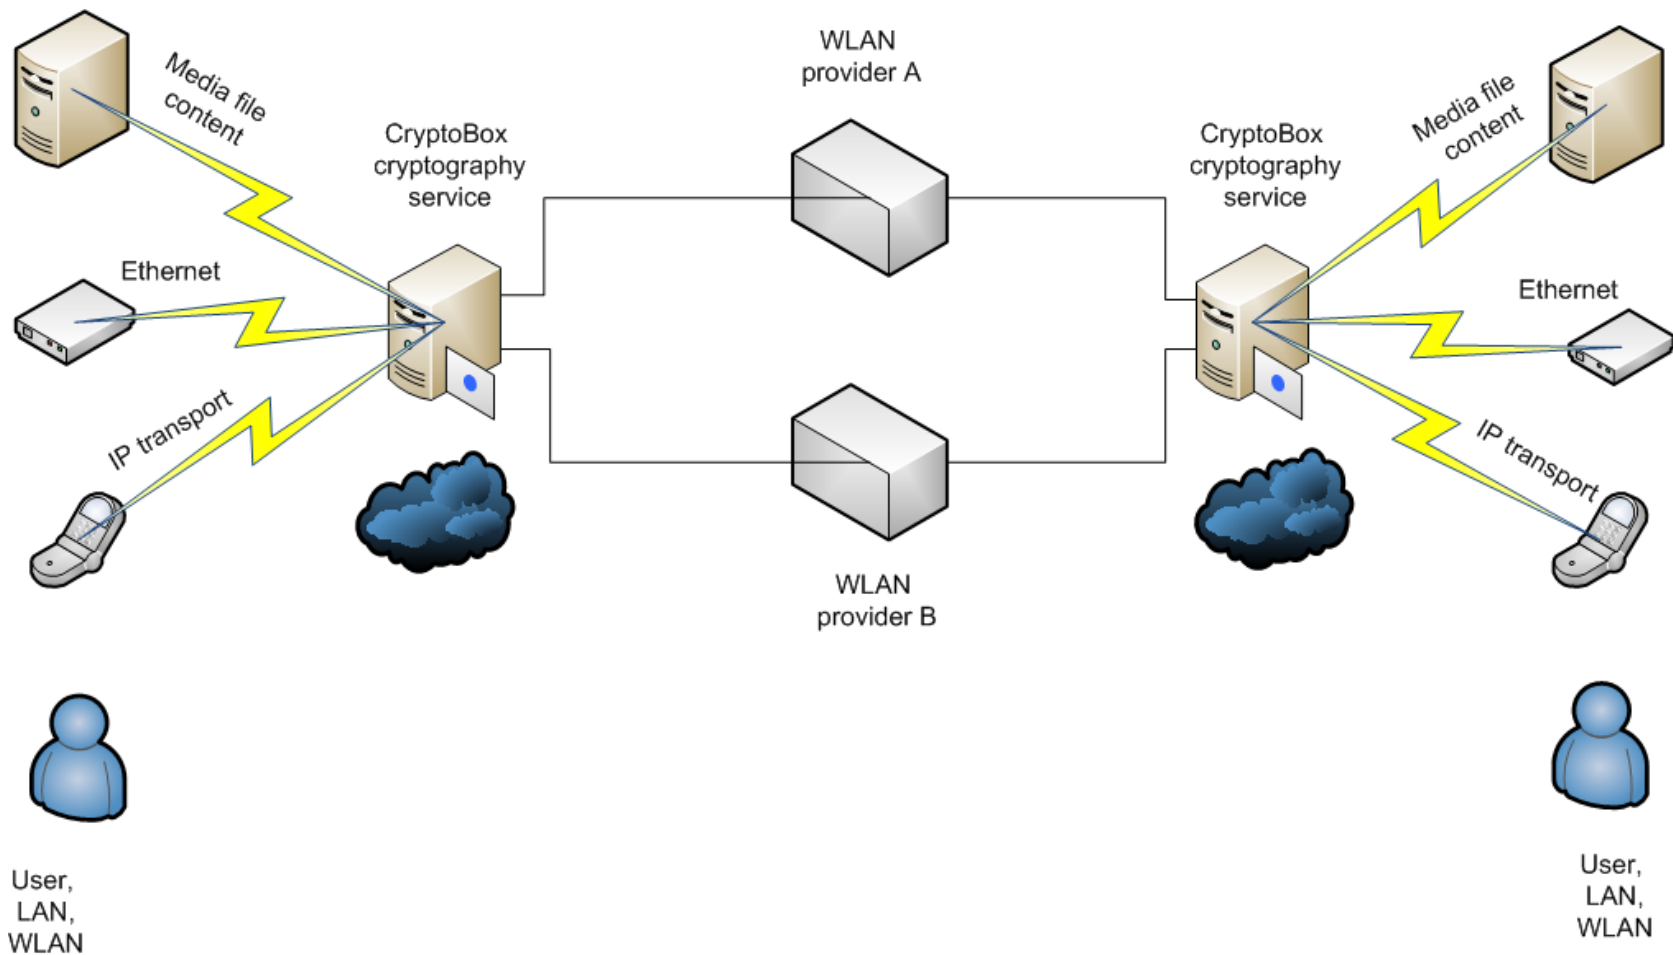 WLAN
provider A
Media file
content
CryptoBox
cryptography
service
CryptoBox
cryptography
service
Media file
content
Ethernet
Ethernet
IP transport
IP transport
WLAN
provider B
User,
LAN,
WLAN
User,
LAN,
WLAN